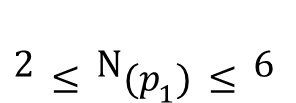 2 ≤ N(p₁) ≤ 6